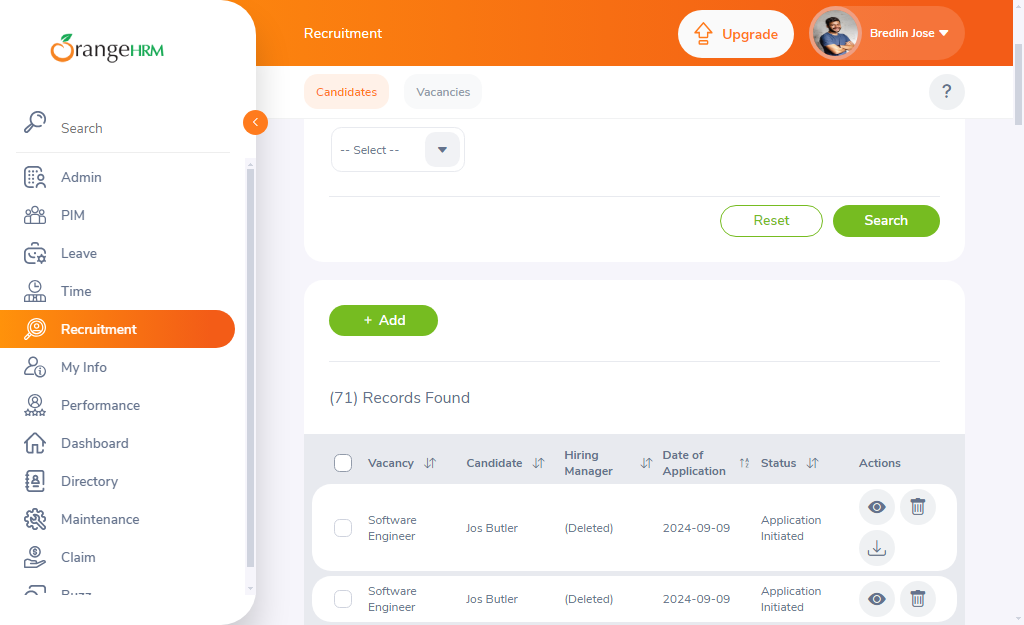 OrangeHRM
Recruitment
Upgrade
Bredlin Jose
Candidates
Vacancies
?
Search
Admin
PIM
Leave
Time
Recruitment
My Info
Performance
Dashboard
Directory
Maintenance
Claim
Buzz
-- Select --
Reset
Search
+ Add
(71) Records Found
Vacancy
Candidate
Hiring
Manager
Date of
Application
Status
Actions
Software
Engineer
Jos Butler
(Deleted)
2024-09-09
Application
Initiated
Software
Engineer
Jos Butler
(Deleted)
2024-09-09
Application
Initiated